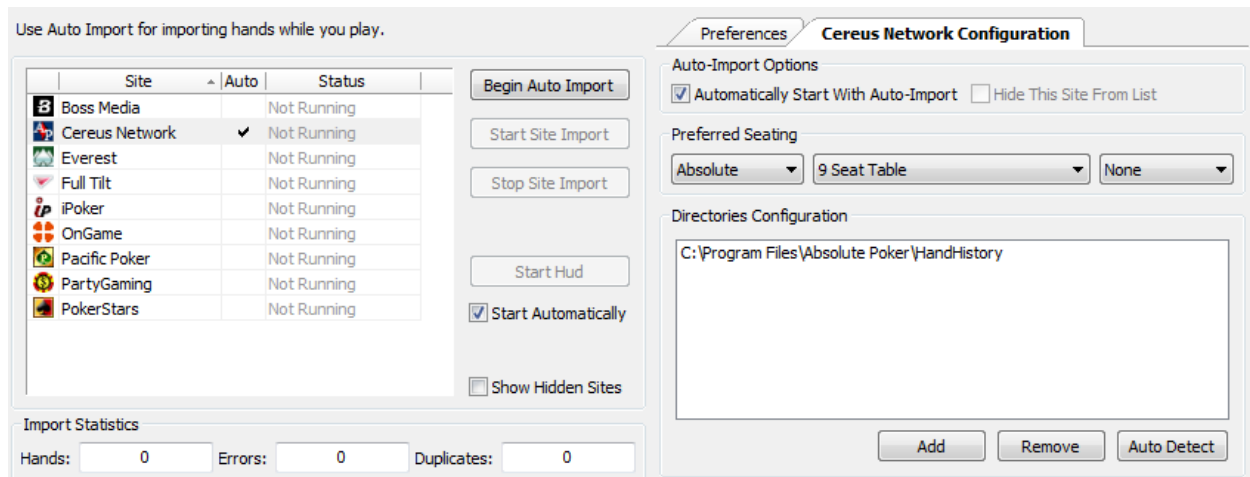 Use Auto Import for importing hands while you play.
Site Auto Status
Boss Media Not Running
Cereus Network Not Running
Everest Not Running
Full Tilt Not Running
iPoker Not Running
OnGame Not Running
Pacific Poker Not Running
PartyGaming Not Running
PokerStars Not Running
Begin Auto Import
Start Site Import
Stop Site Import
Start Hud
Start Automatically
Show Hidden Sites
Import Statistics
Hands: 0 Errors: 0 Duplicates: 0
Preferences Cereus Network Configuration
Auto-Import Options
Automatically Start With Auto-Import Hide This Site From List
Preferred Seating
Absolute 9 Seat Table None
Directories Configuration
C:\Program Files\Absolute Poker\HandHistory
Add Remove Auto Detect